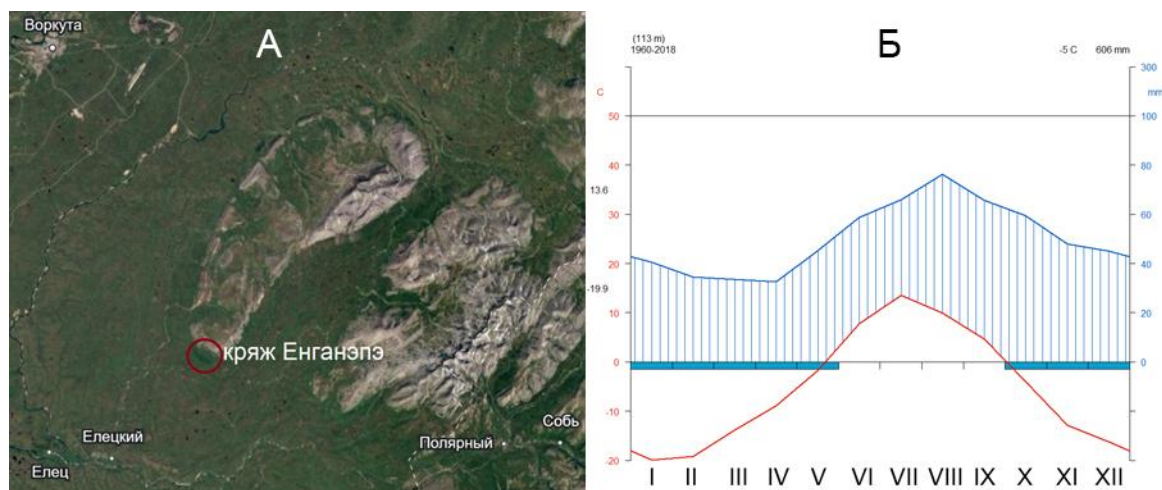 Воркута
А
кряж Енганэпэ
Елецкий
Елец
Полярный
Собь
Б
(113 m)
1960-2018
-5 C 606 mm
C
300
mm
50
100
40
80
13.6
30
60
20
40
-19.9
10
20
0
0
-10
-20
I II III IV V VI VII VIII IX X XI XII